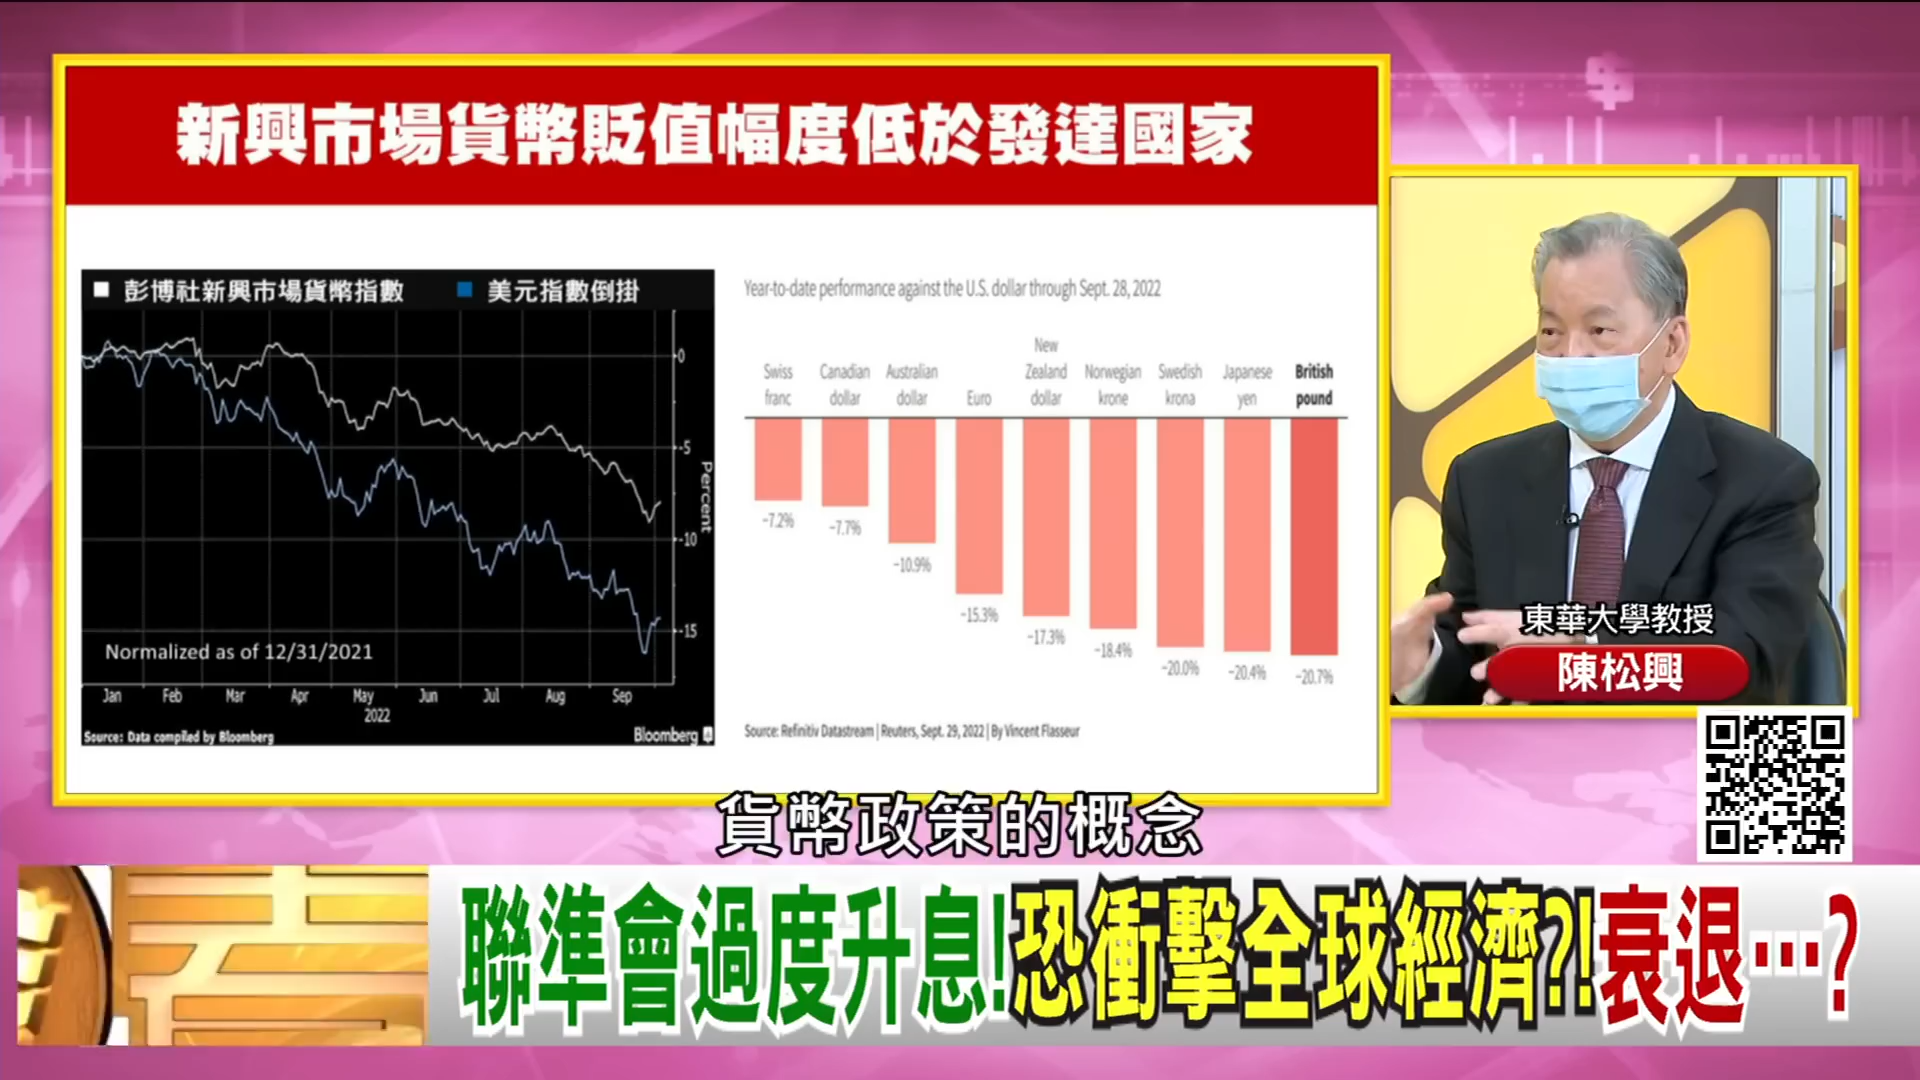 新興市場貨幣貶值幅度低於發達國家
彭博社新興市場貨幣指數 美元指數倒掛
0
-5
-10
-15
Percent
Normalized as of 12/31/2021
Jan Feb Mar Apr May Jun Jul Aug Sep
2022
Source: Data compiled by Bloomberg
Bloomberg
Year-to-date performance against the U.S. dollar through Sept. 28, 2022
Swiss franc
Canadian dollar
Australian dollar
Euro
New Zealand dollar
Norwegian krone
Swedish krona
Japanese yen
British pound
−7.2%
−7.7%
−10.9%
−15.3%
−17.3%
−18.4%
−20.0%
−20.4%
−20.7%
Source: Refinitiv Datastream | Reuters, Sept. 29, 2022 | By Vincent Flasseur
東華大學教授
陳松興
貨幣政策的概念
聯準會過度升息!恐衝擊全球經濟?!衰退…?